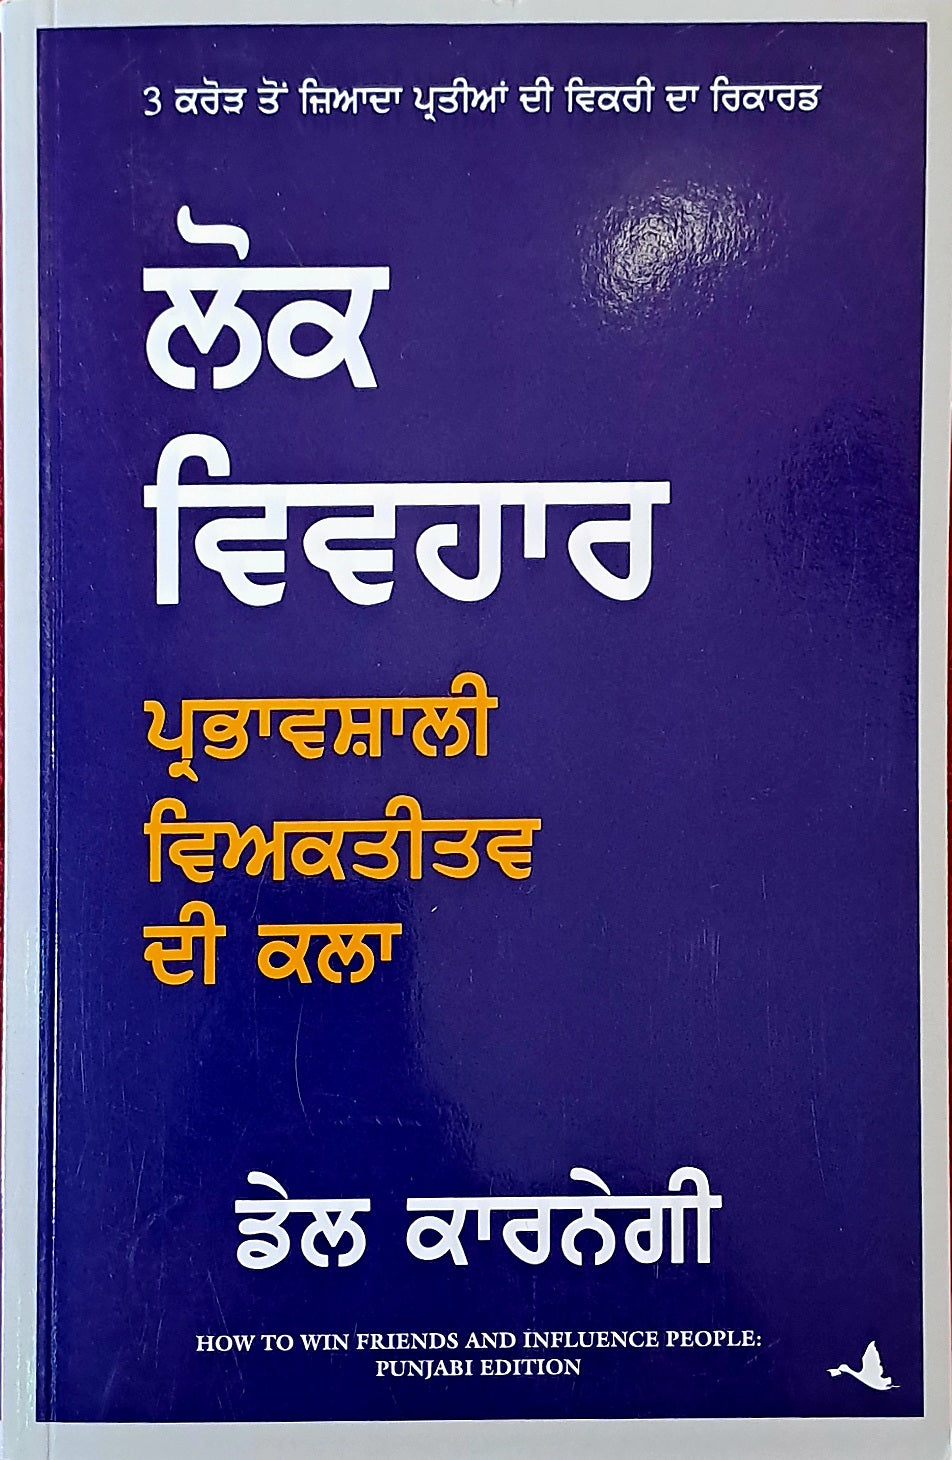 3 ਕਰੋੜ ਤੋਂ ਜ਼ਿਆਦਾ ਪ੍ਰਤੀਆਂ ਦੀ ਵਿਕਰੀ ਦਾ ਰਿਕਾਰਡ
ਲੋਕ
ਵਿਵਹਾਰ
ਪ੍ਰਭਾਵਸ਼ਾਲੀ
ਵਿਅਕਤੀਤਵ
ਦੀ ਕਲਾ
ਡੇਲ ਕਾਰਨੇਗੀ
HOW TO WIN FRIENDS AND INFLUENCE PEOPLE:
PUNJABI EDITION